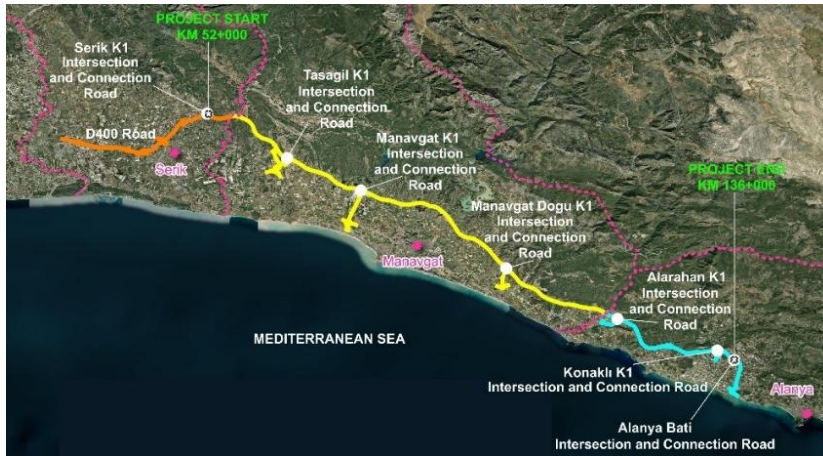 PROJECT START
KM 52+000
Serik K1
Intersection
and Connection
Road
D400 Road
Serik
Tasagil K1
Intersection
and Connection
Road
Manavgat K1
Intersection
and Connection
Road
Manavgat Dogu K1
Intersection
and Connection
Road
Manavgat
PROJECT END
KM 136+000
Alarahan K1
Intersection
and Connection
Road
MEDITERRANEAN SEA
Konaklı K1
Intersection and Connection Road
Alanya
Alanya Bati
Intersection and Connection Road